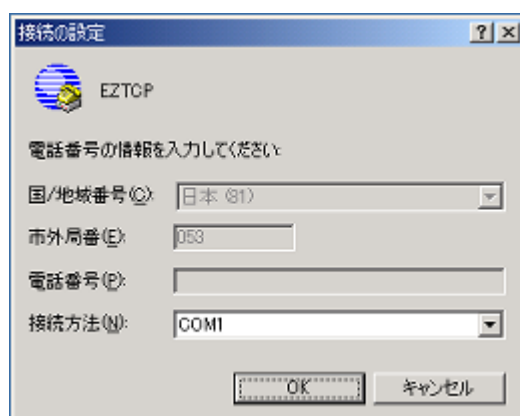 接続の設定
EZTCP
電話番号の情報を入力してください:
国/地域番号(C): 日本 (81)
市外局番(E): 053
電話番号(P):
接続方法(N): COM1
OK キャンセル